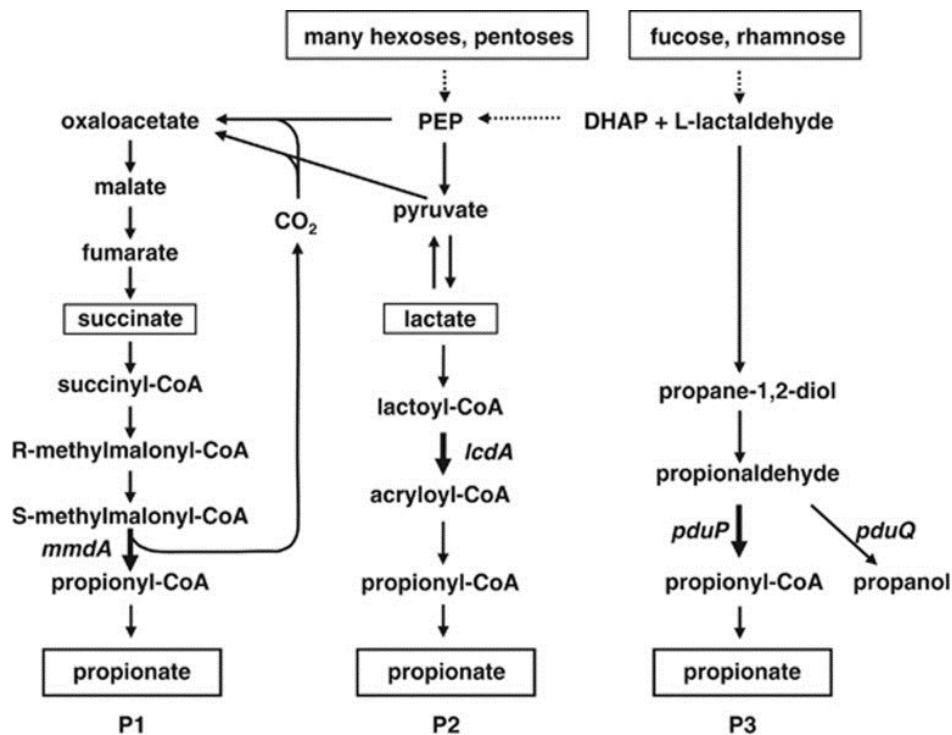 many hexoses, pentoses
fucose, rhamnose
oxaloacetate
PEP
DHAP + L-lactaldehyde
malate
pyruvate
CO₂
fumarate
succinate
lactate
succinyl-CoA
propane-1,2-diol
lactoyl-CoA
R-methylmalonyl-CoA
lcdA
propionaldehyde
acryloyl-CoA
S-methylmalonyl-CoA
mmdA
pduP
pduQ
propionyl-CoA
propionyl-CoA
propionyl-CoA
propanol
propionate
propionate
propionate
P1
P2
P3